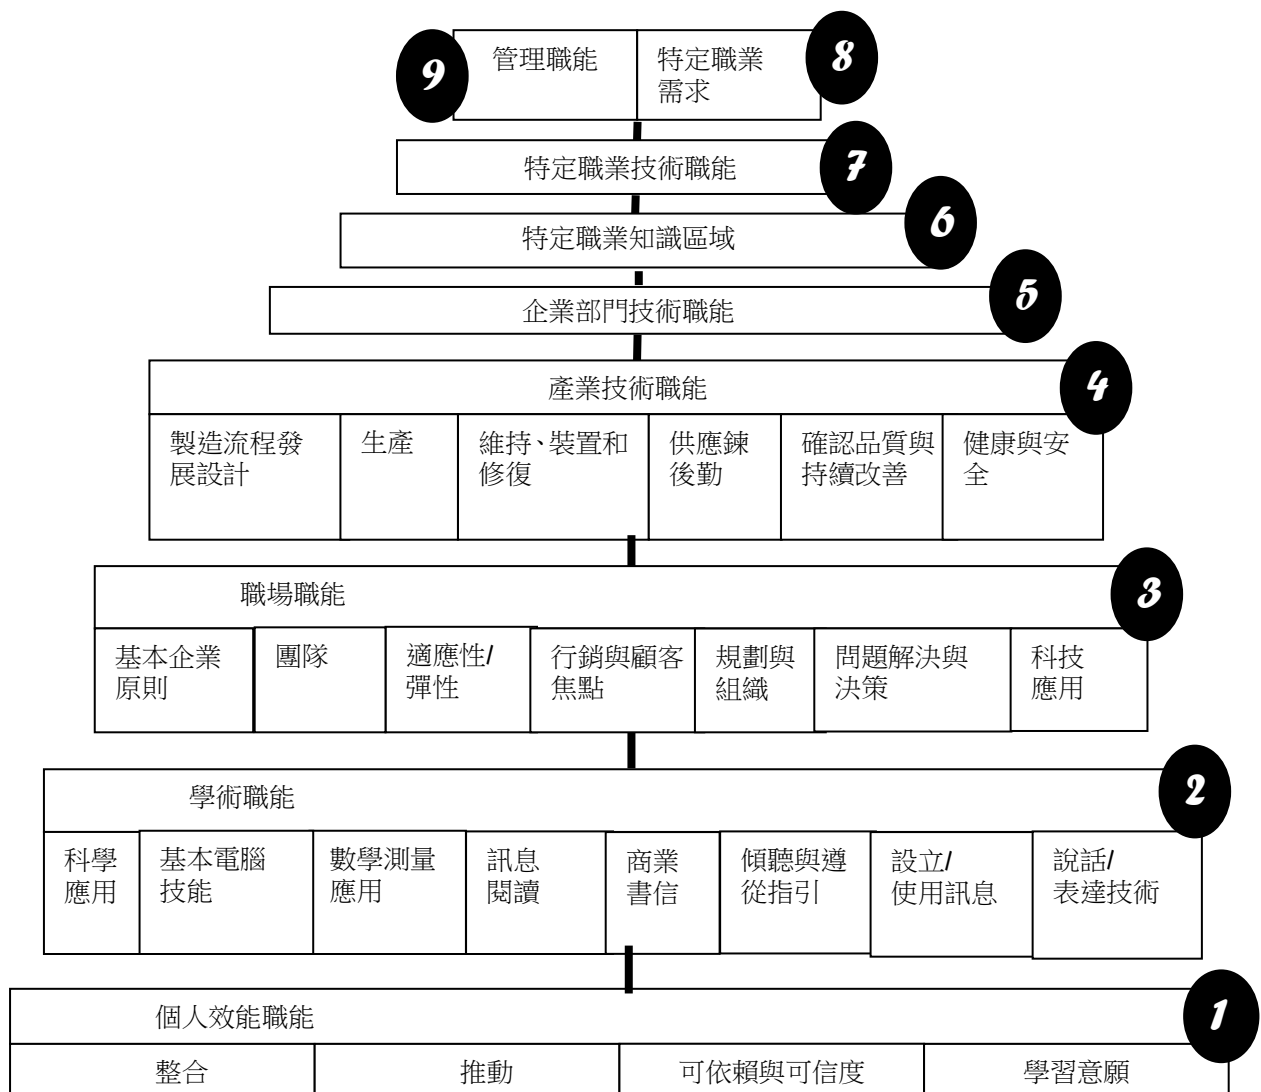 9
管理職能
特定職業
需求
8
特定職業技術職能
7
特定職業知識區域
6
企業部門技術職能
5
產業技術職能
4
製造流程發
展設計
生產
維持、裝置和
修復
供應鍊
後勤
確認品質與
持續改善
健康與安
全
職場職能
3
基本企業
原則
團隊
適應性/
彈性
行銷與顧客
焦點
規劃與
組織
問題解決與
決策
科技
應用
學術職能
2
科學
應用
基本電腦
技能
數學測量
應用
訊息
閱讀
商業
書信
傾聽與遵
從指引
設立/
使用訊息
說話/
表達技術
個人效能職能
1
整合
推動
可依賴與可信度
學習意願